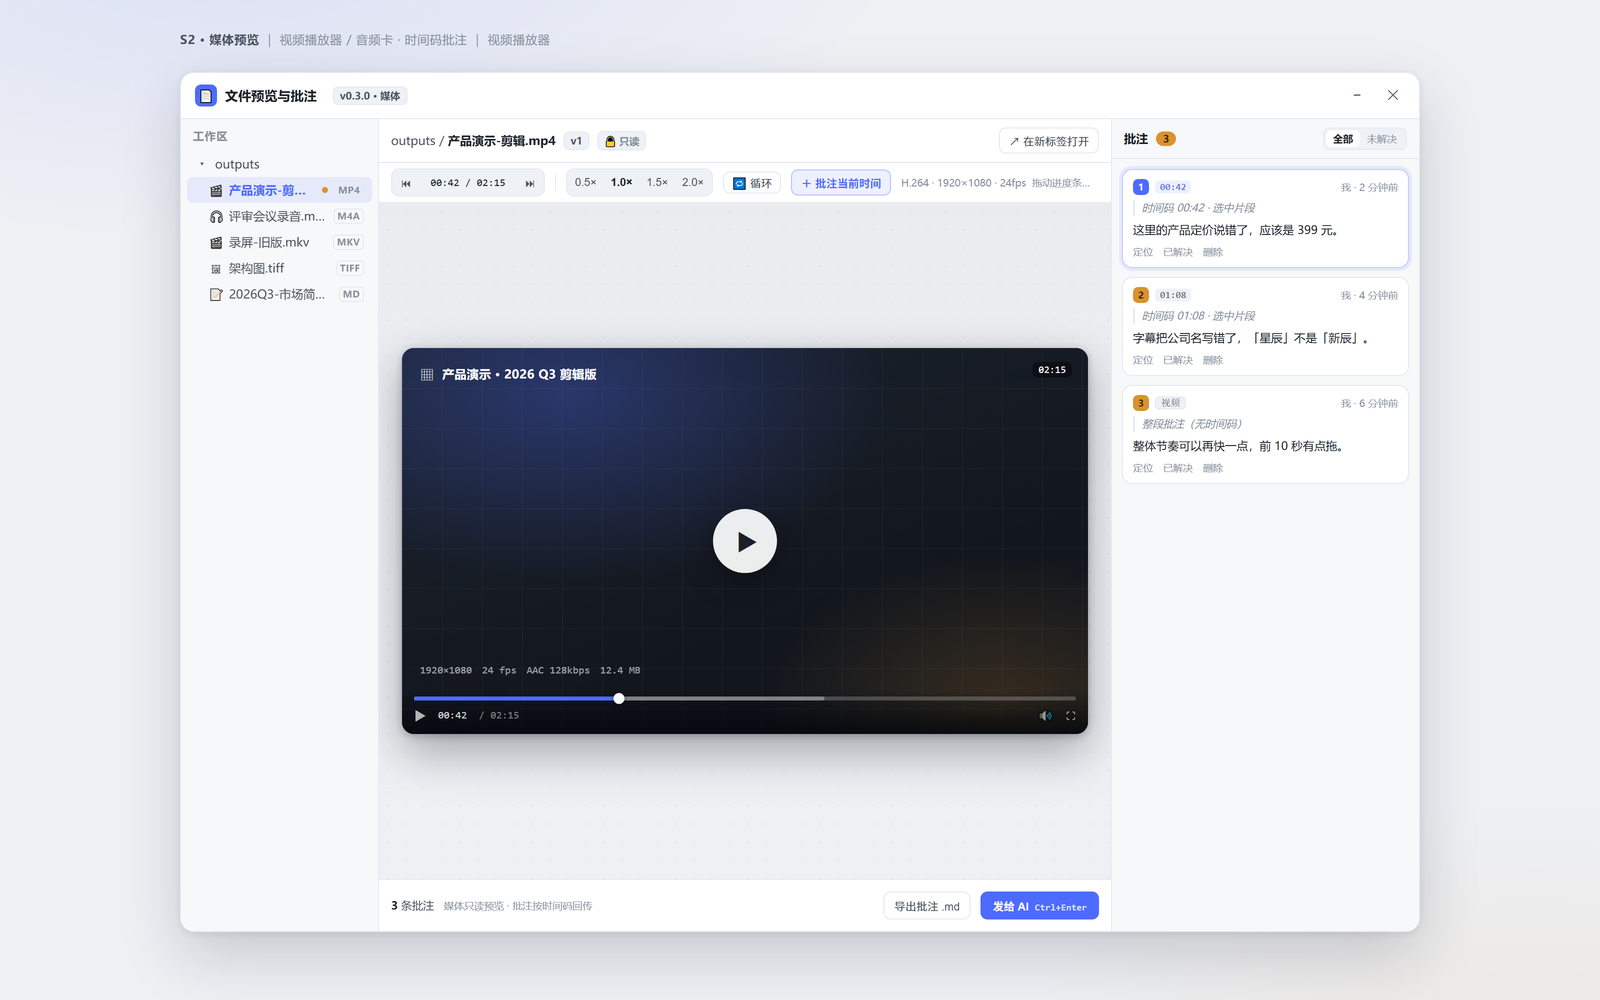 S2 • 媒体预览 | 视频播放器 / 音频卡 · 时间码批注 | 视频播放器
文件预览与批注 v0.3.0 • 媒体
工作区
outputs
产品演示-剪... MP4
评审会议录音.m... M4A
录屏-旧版.mkv MKV
架构图.tiff TIFF
2026Q3-市场简... MD
outputs / 产品演示-剪辑.mp4 v1 只读 ↗ 在新标签打开
00:42 / 02:15 0.5× 1.0× 1.5× 2.0× 循环 + 批注当前时间 H.264 · 1920×1080 · 24fps 拖动进度条...
产品演示 • 2026 Q3 剪辑版 02:15
1920×1080 24 fps AAC 128kbps 12.4 MB
00:42 / 02:15
3 条批注 媒体只读预览 · 批注按时间码回传 导出批注 .md 发给 AI Ctrl+Enter
批注 3 全部 未解决
1 00:42 我 · 2 分钟前
时间码 00:42 · 选中片段
这里的产品定价说错了，应该是 399 元。
定位 已解决 删除
2 01:08 我 · 4 分钟前
时间码 01:08 · 选中片段
字幕把公司名写错了，「星辰」不是「新辰」。
定位 已解决 删除
3 视频 我 · 6 分钟前
整段批注（无时间码）
整体节奏可以再快一点，前 10 秒有点拖。
定位 已解决 删除